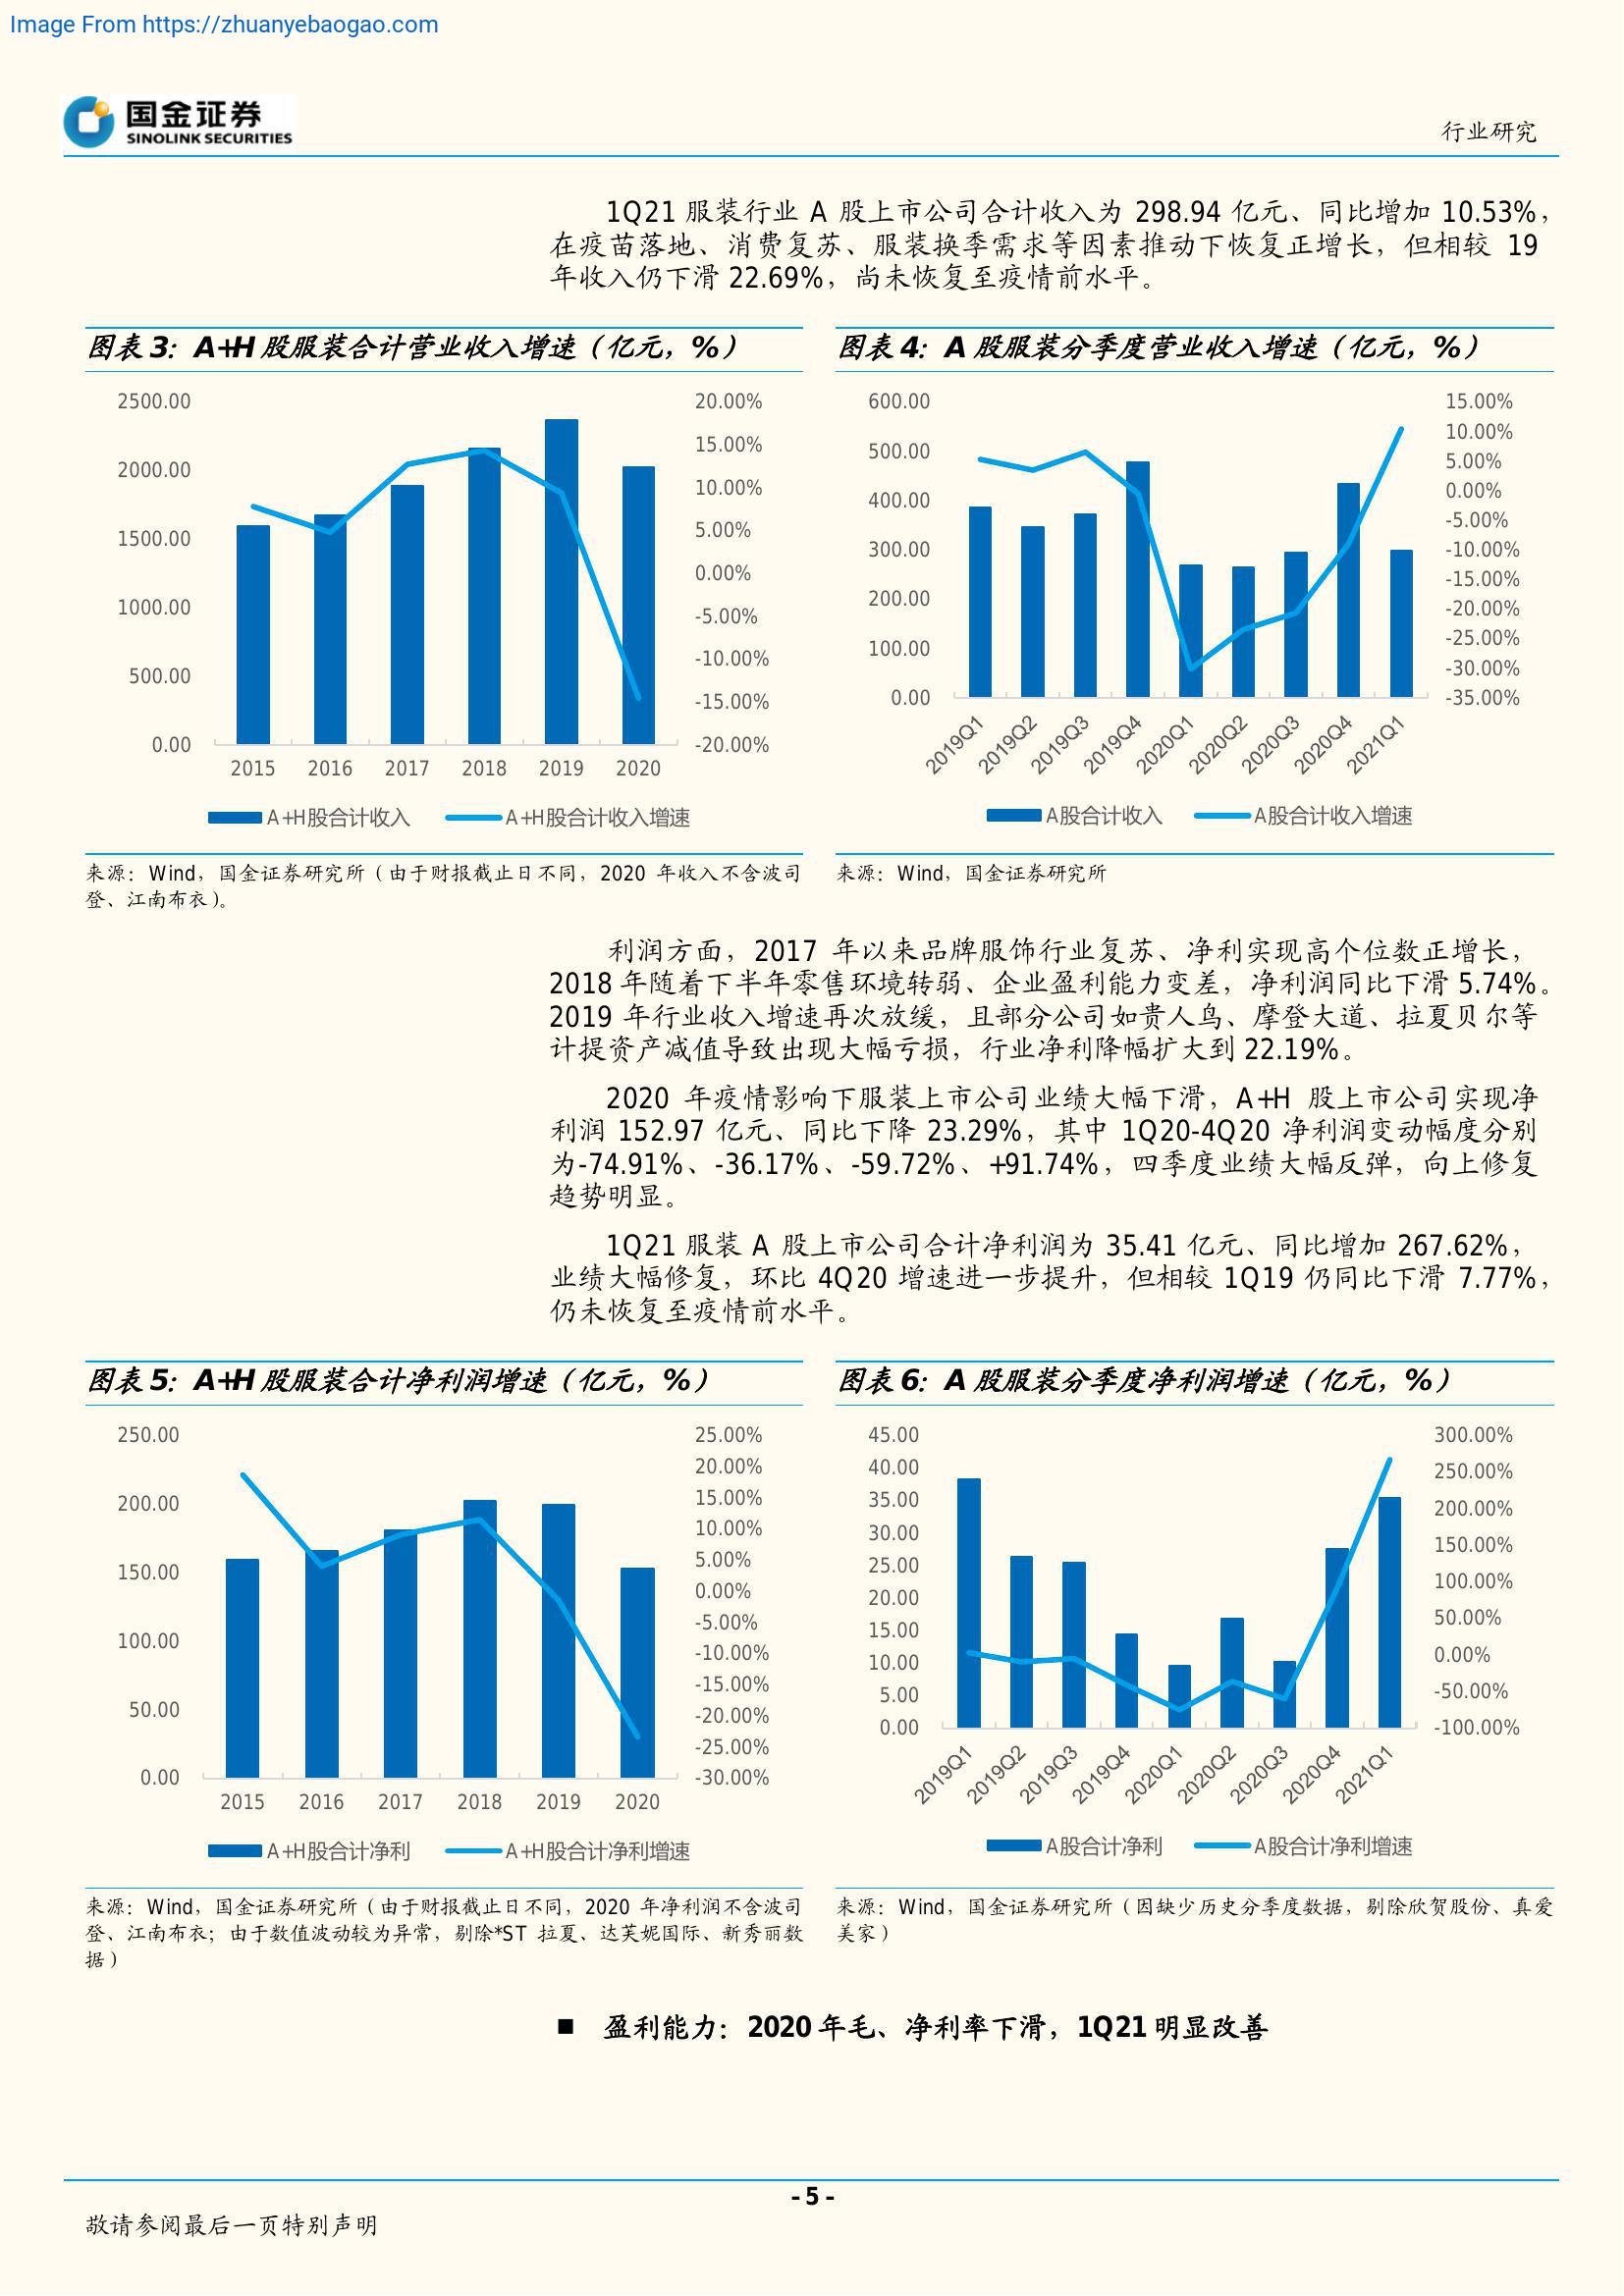 Image From https://zhuanyebaogao.com
国金证券
SINOLINK SECURITIES
行业研究
1Q21 服装行业 A 股上市公司合计收入为 298.94 亿元、同比增加 10.53%，
在疫苗落地、消费复苏、服装换季需求等因素推动下恢复正增长，但相较 19
年收入仍下滑 22.69%，尚未恢复至疫情前水平。
图表3：A+H 股服装合计营业收入增速（亿元，%）
2500.00
2000.00
1500.00
1000.00
500.00
0.00
20.00%
15.00%
10.00%
5.00%
0.00%
-5.00%
-10.00%
-15.00%
-20.00%
2015 2016 2017 2018 2019 2020
A+H股合计收入 A+H股合计收入增速
来源：Wind，国金证券研究所（由于财报截止日不同，2020 年收入不含波司
登、江南布衣）。
图表4：A 股服装分季度营业收入增速（亿元，%）
600.00
500.00
400.00
300.00
200.00
100.00
0.00
15.00%
10.00%
5.00%
0.00%
-5.00%
-10.00%
-15.00%
-20.00%
-25.00%
-30.00%
-35.00%
2019Q1 2019Q2 2019Q3 2019Q4 2020Q1 2020Q2 2020Q3 2020Q4 2021Q1
A股合计收入 A股合计收入增速
来源：Wind，国金证券研究所
利润方面，2017 年以来品牌服饰行业复苏、净利实现高个位数正增长，
2018 年随着下半年零售环境转弱、企业盈利能力变差，净利润同比下滑 5.74%。
2019 年行业收入增速再次放缓，且部分公司如贵人鸟、摩登大道、拉夏贝尔等
计提资产减值导致出现大幅亏损，行业净利降幅扩大到 22.19%。
2020 年疫情影响下服装上市公司业绩大幅下滑，A+H 股上市公司实现净
利润 152.97 亿元、同比下降 23.29%，其中 1Q20-4Q20 净利润变动幅度分别
为-74.91%、-36.17%、-59.72%、+91.74%，四季度业绩大幅反弹，向上修复
趋势明显。
1Q21 服装 A 股上市公司合计净利润为 35.41 亿元、同比增加 267.62%，
业绩大幅修复，环比 4Q20 增速进一步提升，但相较 1Q19 仍同比下滑 7.77%，
仍未恢复至疫情前水平。
图表5：A+H 股服装合计净利润增速（亿元，%）
250.00
200.00
150.00
100.00
50.00
0.00
25.00%
20.00%
15.00%
10.00%
5.00%
0.00%
-5.00%
-10.00%
-15.00%
-20.00%
-25.00%
-30.00%
2015 2016 2017 2018 2019 2020
A+H股合计净利 A+H股合计净利增速
来源：Wind，国金证券研究所（由于财报截止日不同，2020 年净利润不含波司
登、江南布衣；由于数值波动较为异常，剔除*ST 拉夏、达芙妮国际、新秀丽数
据）
图表6：A 股服装分季度净利润增速（亿元，%）
45.00
40.00
35.00
30.00
25.00
20.00
15.00
10.00
5.00
0.00
300.00%
250.00%
200.00%
150.00%
100.00%
50.00%
0.00%
-50.00%
-100.00%
2019Q1 2019Q2 2019Q3 2019Q4 2020Q1 2020Q2 2020Q3 2020Q4 2021Q1
A股合计净利 A股合计净利增速
来源：Wind，国金证券研究所（因缺少历史分季度数据，剔除欣贺股份、真爱
美家）
■ 盈利能力：2020 年毛、净利率下滑，1Q21 明显改善
- 5 -
敬请参阅最后一页特别声明